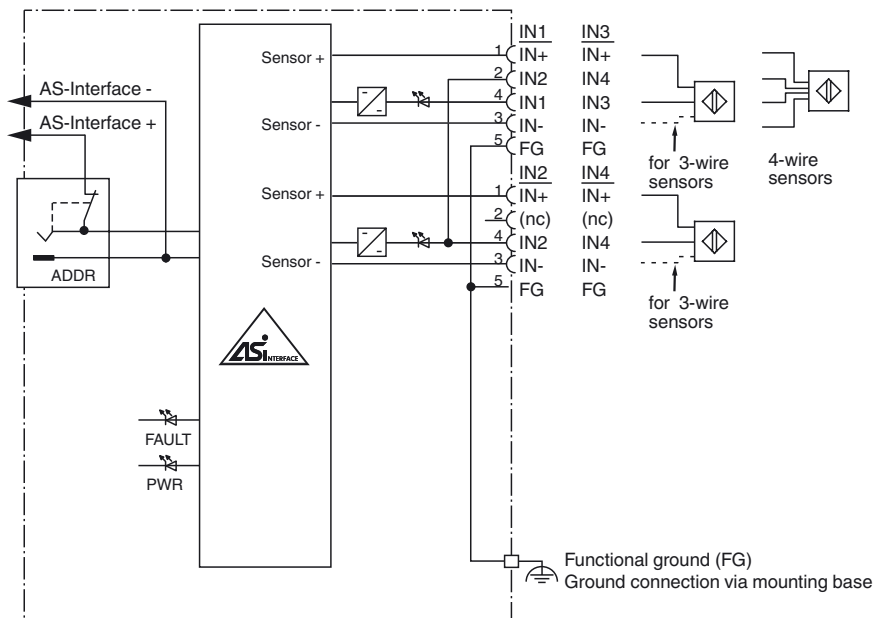 AS-Interface -
AS-Interface +
ADDR
FAULT
PWR
Sensor +
Sensor -
Sensor +
Sensor -
ASi INTERFACE
IN1 IN3
1 IN+ IN+
2 IN2 IN4
4 IN1 IN3
3 IN- IN-
5 FG FG
IN2 IN4
1 IN+ IN+
2 (nc) (nc)
4 IN2 IN4
3 IN- IN-
5 FG FG
for 3-wire
sensors
4-wire
sensors
for 3-wire
sensors
Functional ground (FG)
Ground connection via mounting base